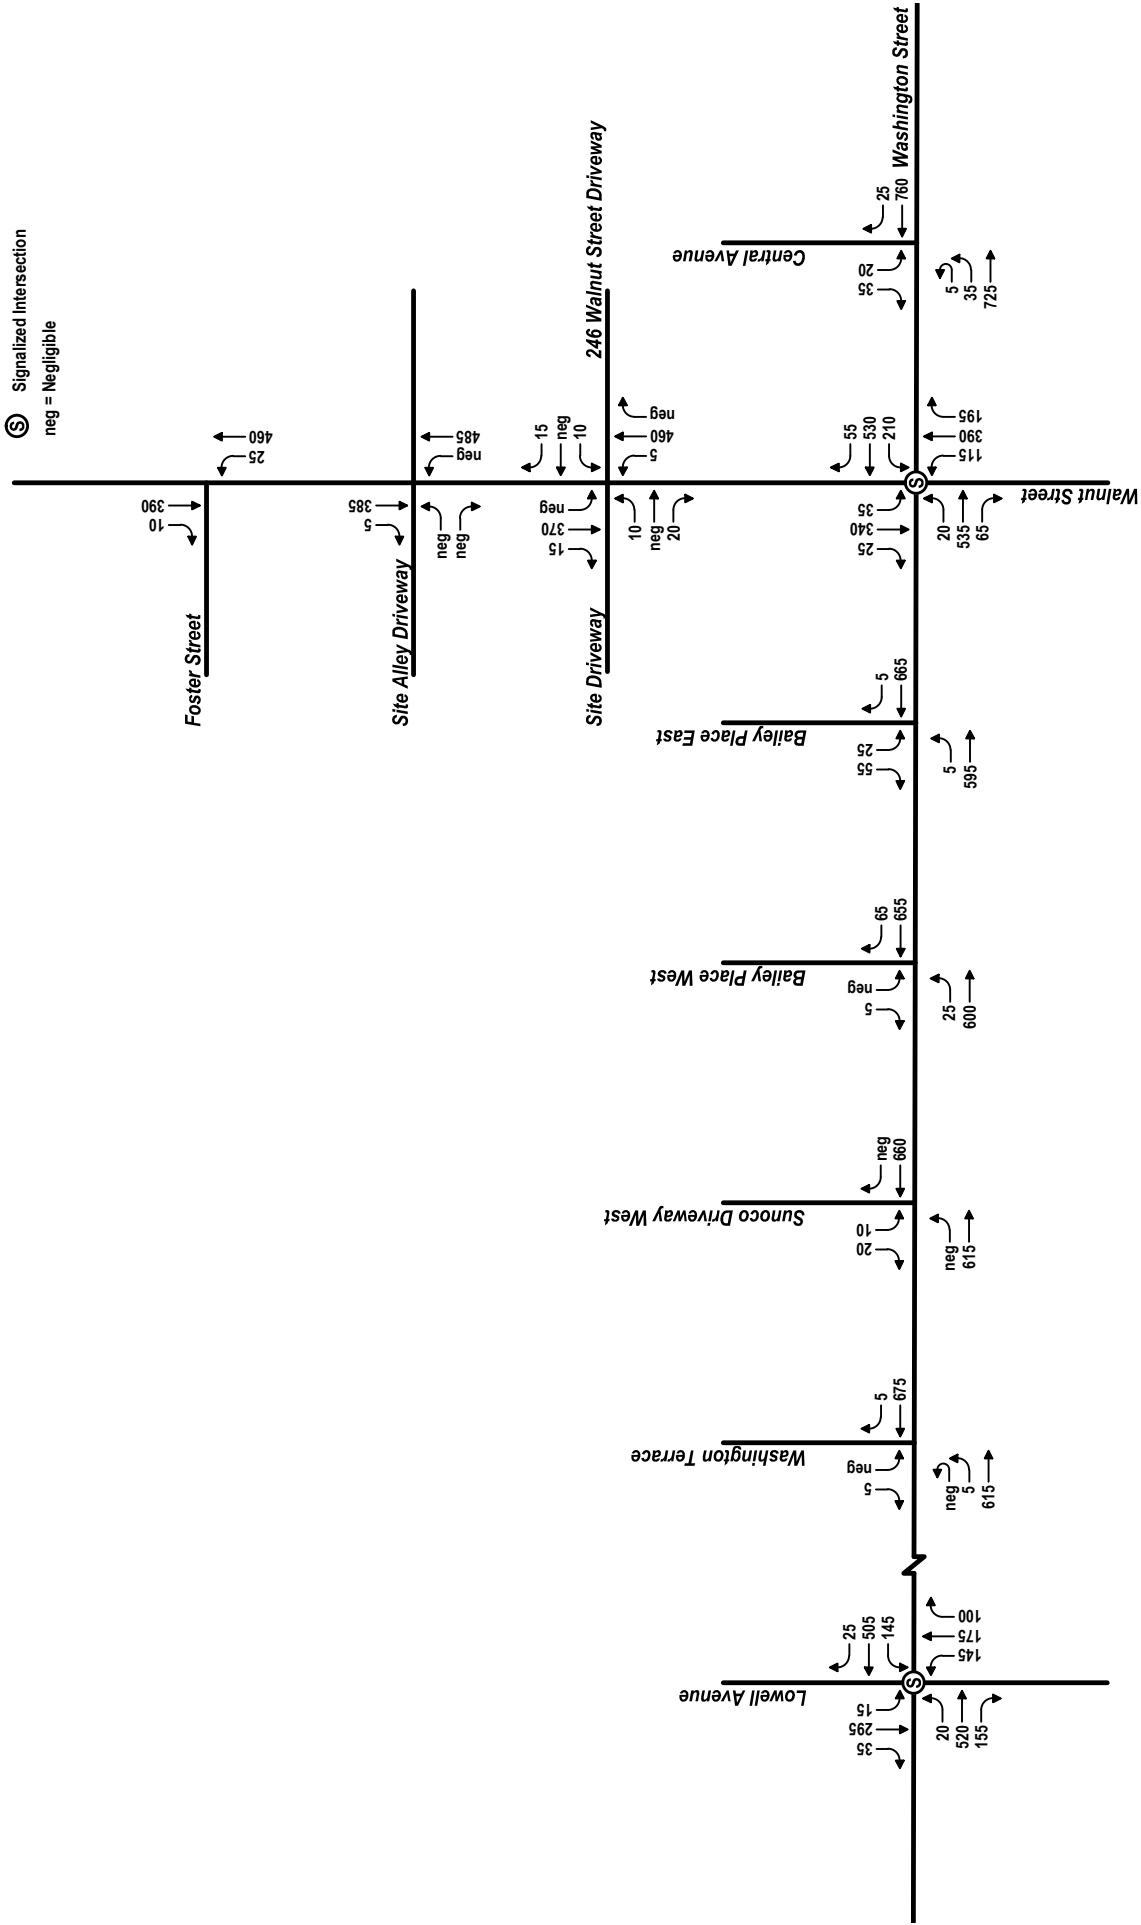 Signalized Intersection
neg = Negligible
S
Foster Street
10
390
25
460
Site Alley Driveway
5
385
neg
neg
neg
485
Site Driveway
246 Walnut Street Driveway
15
370
neg
15
neg
10
10
neg
20
5
460
neg
Washington Street
Central Avenue
25
760
35
20
5
35
725
Walnut Street
S
55
530
210
25
340
35
20
535
65
115
390
195
Bailey Place East
5
665
55
25
5
595
Bailey Place West
65
655
5
neg
25
600
Sunoco Driveway West
neg
660
20
10
neg
615
Washington Terrace
5
675
5
neg
neg
5
615
Lowell Avenue
S
25
505
145
35
295
15
20
520
155
145
175
100